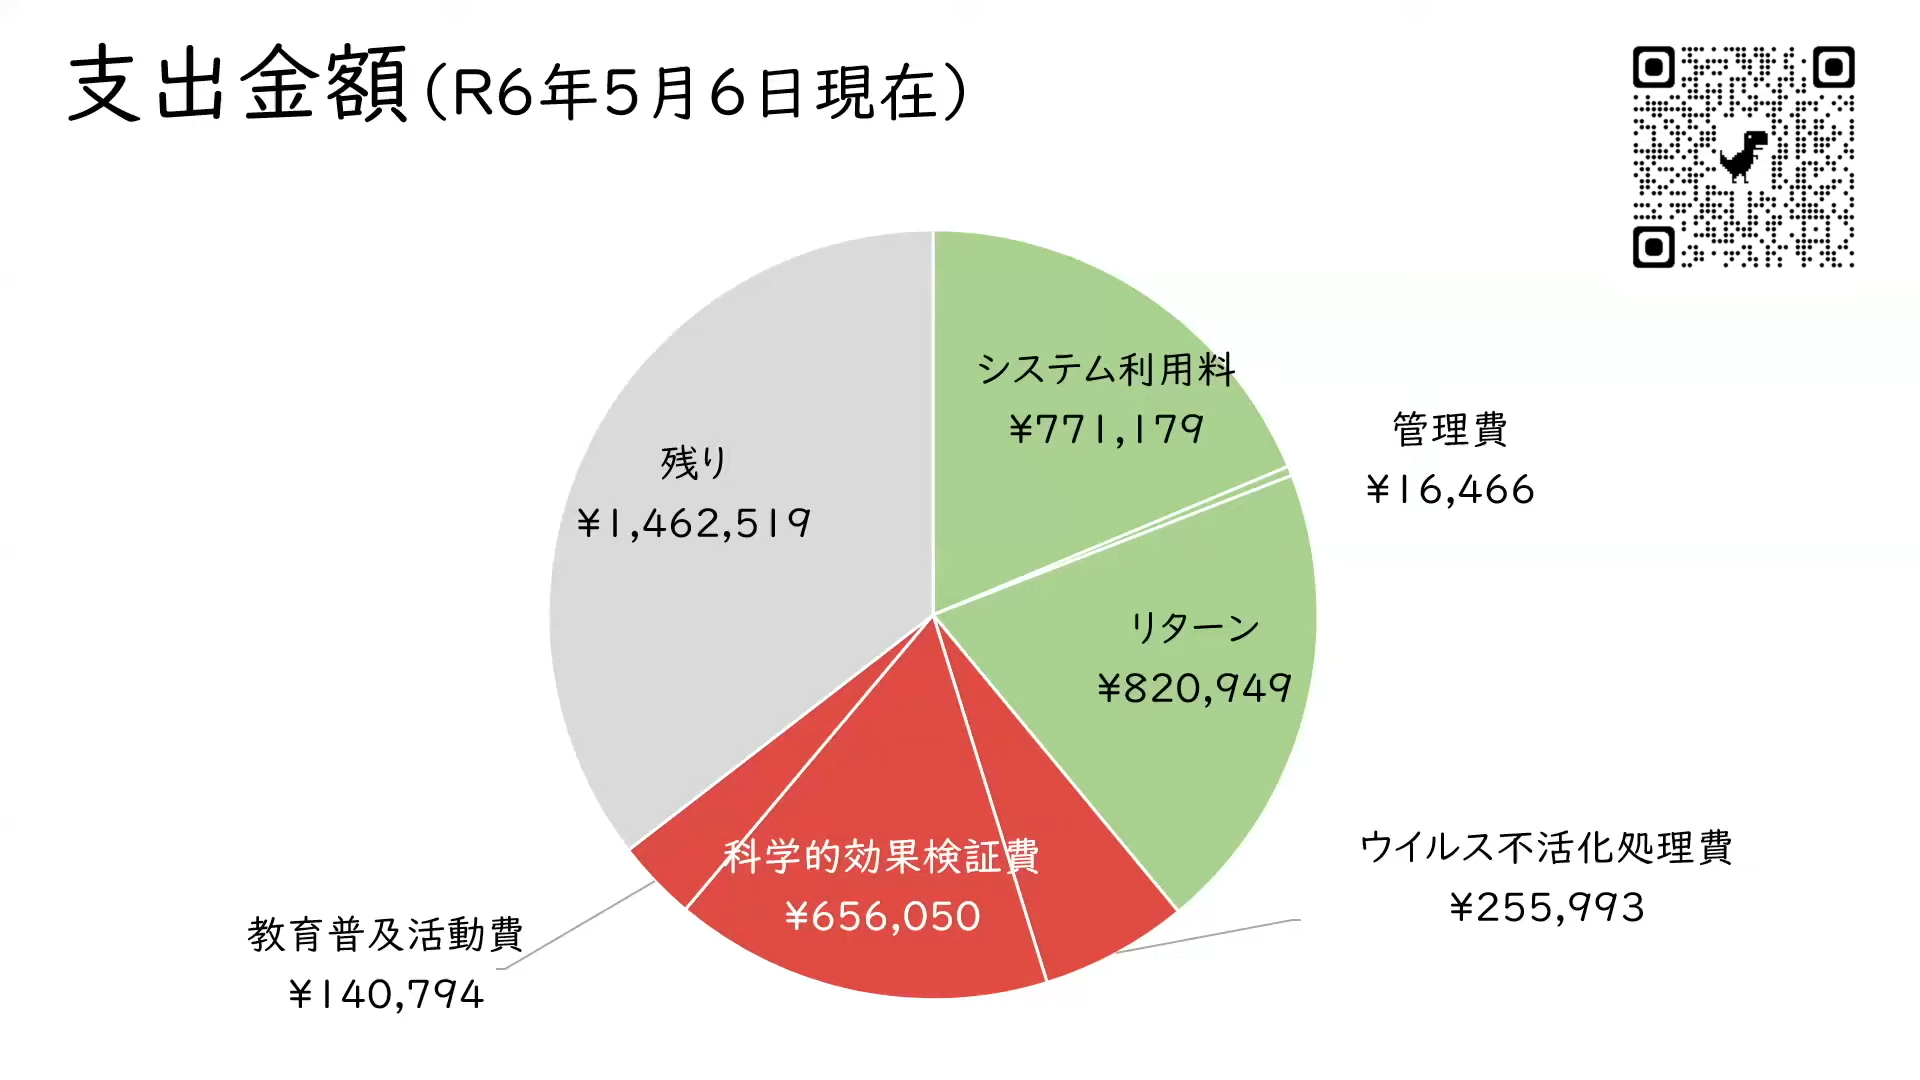 支出金額(R6年5月6日現在)
システム利用料
¥771,179
管理費
¥16,466
残り
¥1,462,519
リターン
¥820,949
ウイルス不活化処理費
¥255,993
科学的効果検証費
¥656,050
教育普及活動費
¥140,794